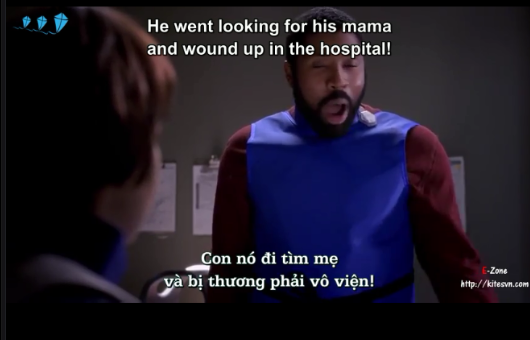 He went looking for his mama
and wound up in the hospital!
Con nó đi tìm mẹ
và bị thương phải vô viện!
E-Zone
http://kitesvn.com